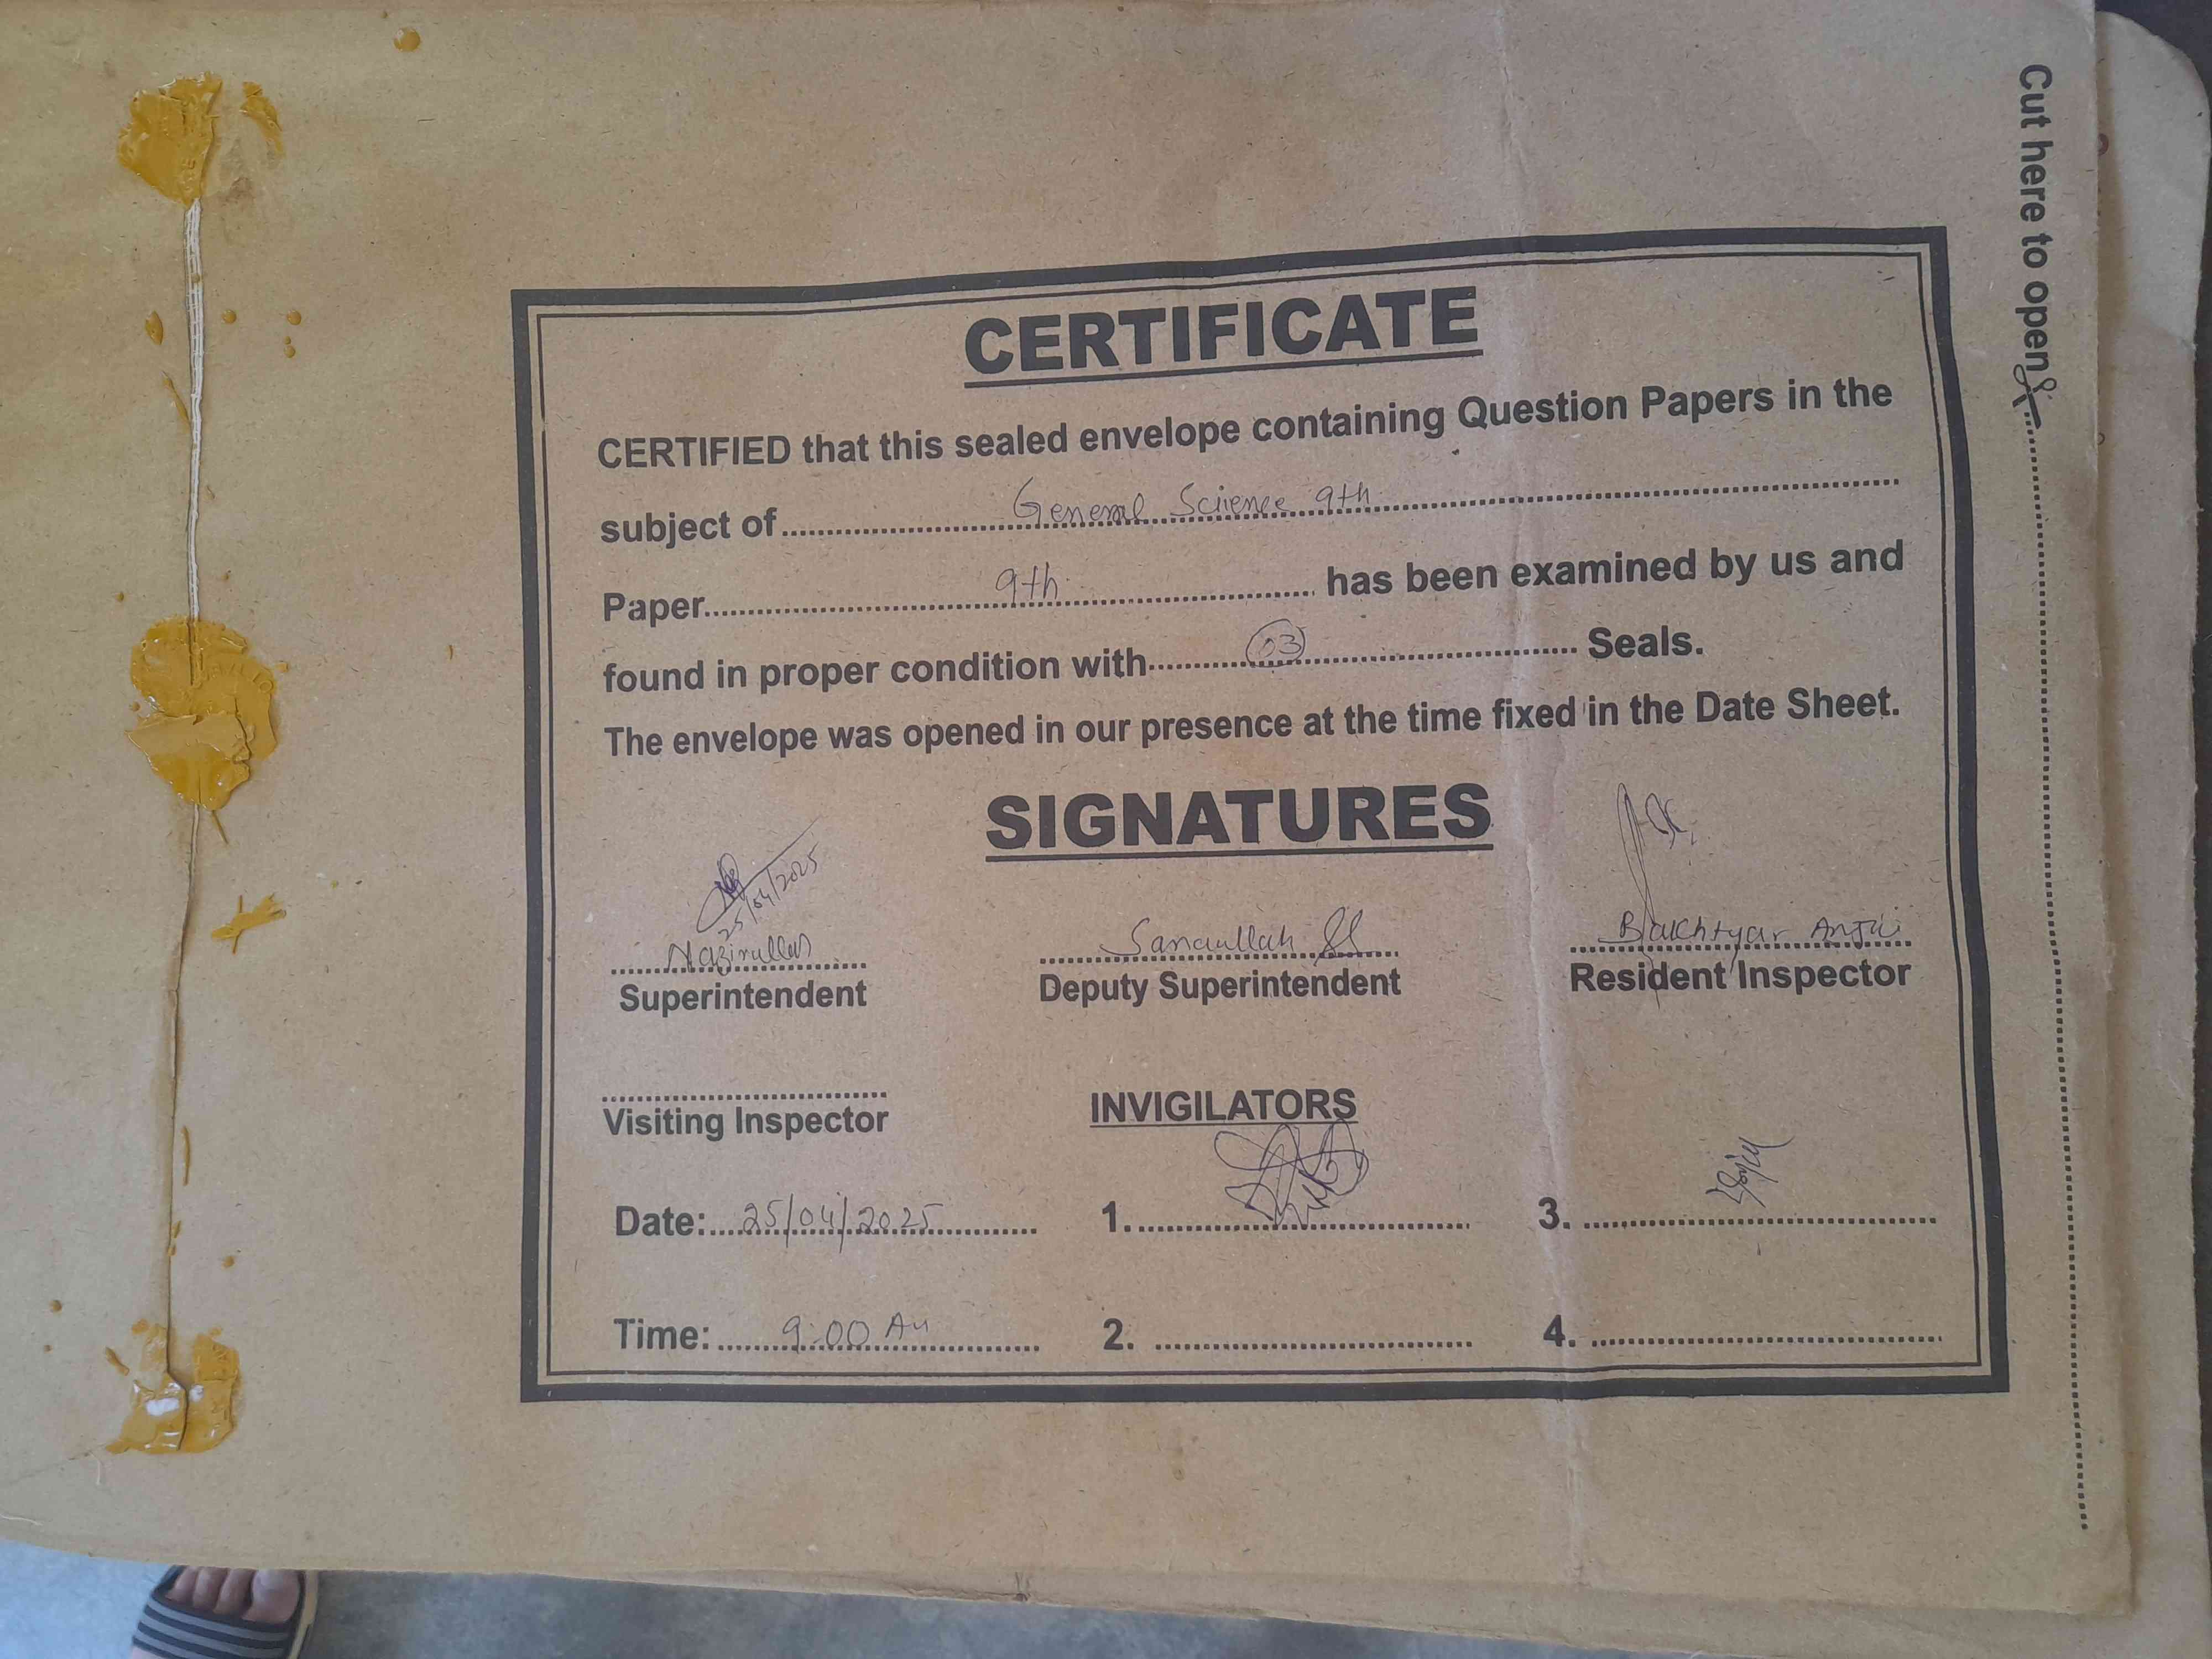 Cut here to open
CERTIFICATE
CERTIFIED that this sealed envelope containing Question Papers in the
subject of General Science 9th
Paper 9th has been examined by us and
found in proper condition with 03 Seals.
The envelope was opened in our presence at the time fixed in the Date Sheet.
SIGNATURES
25/04/2025
Nazirullah Sanaullah Bakhtyar
Superintendent Deputy Superintendent Resident Inspector
Visiting Inspector INVIGILATORS
Date: 25/04/2025 1. 3.
Time: 9:00 AM 2. 4.